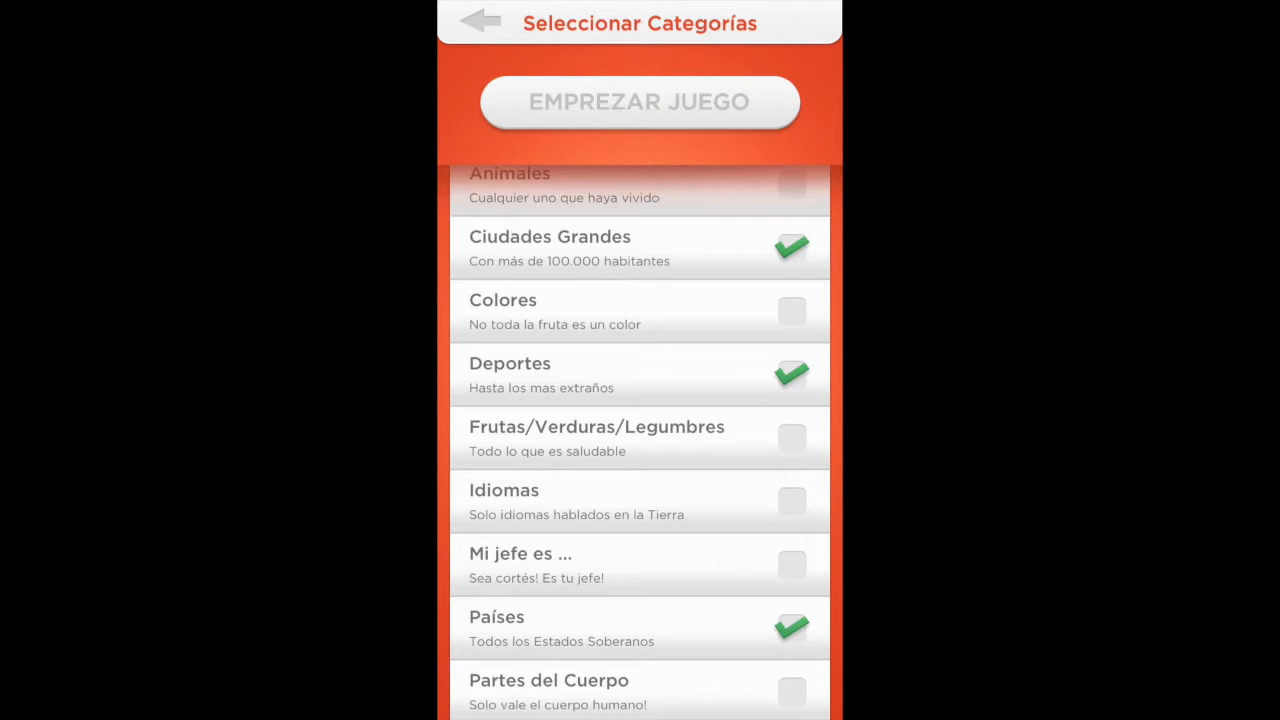 Seleccionar Categorías
EMPREZAR JUEGO
Animales
Cualquier uno que haya vivido
Ciudades Grandes
Con más de 100.000 habitantes
Colores
No toda la fruta es un color
Deportes
Hasta los mas extraños
Frutas/Verduras/Legumbres
Todo lo que es saludable
Idiomas
Solo idiomas hablados en la Tierra
Mi jefe es ...
Sea cortés! Es tu jefe!
Países
Todos los Estados Soberanos
Partes del Cuerpo
Solo vale el cuerpo humano!